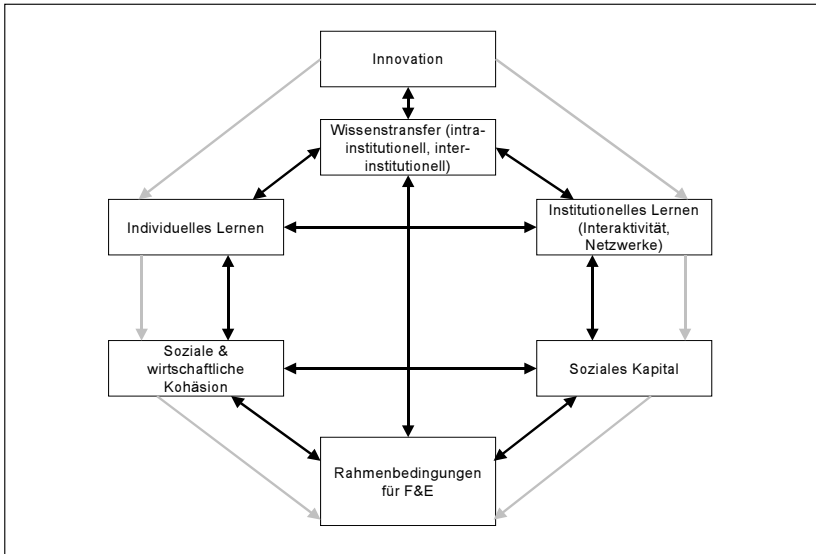 Innovation
Wissenstransfer (intra-
institutionell, inter-
institutionell)
Individuelles Lernen
Institutionelles Lernen
(Interaktivität,
Netzwerke)
Soziale &
wirtschaftliche
Kohäsion
Soziales Kapital
Rahmenbedingungen
für F&E